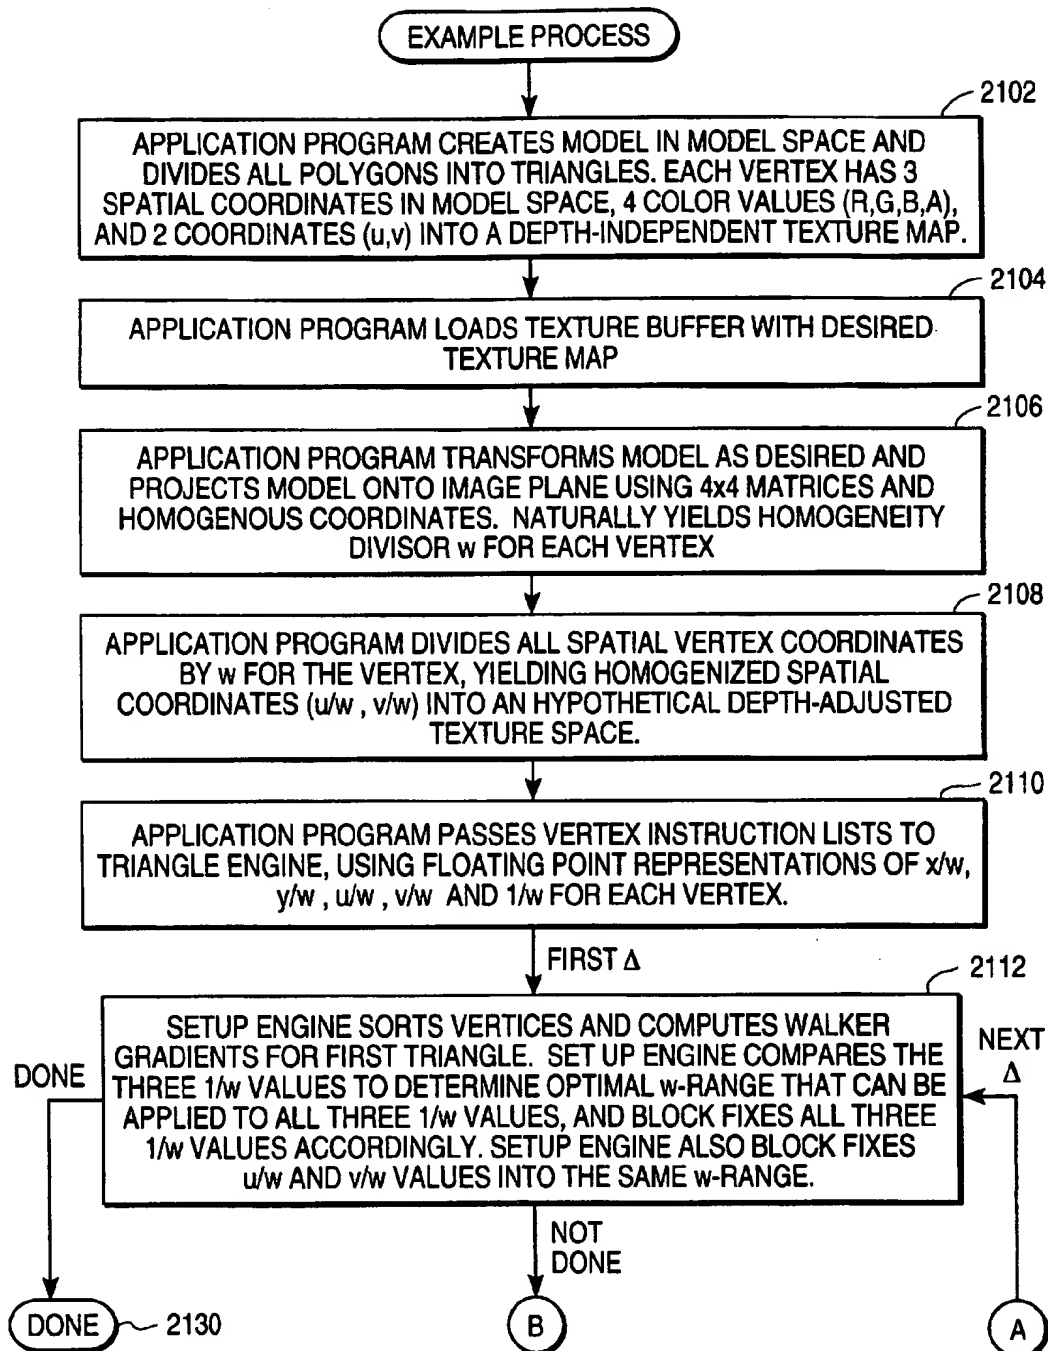 EXAMPLE PROCESS
2102
APPLICATION PROGRAM CREATES MODEL IN MODEL SPACE AND
DIVIDES ALL POLYGONS INTO TRIANGLES. EACH VERTEX HAS 3
SPATIAL COORDINATES IN MODEL SPACE, 4 COLOR VALUES (R,G,B,A),
AND 2 COORDINATES (u,v) INTO A DEPTH-INDEPENDENT TEXTURE MAP.
2104
APPLICATION PROGRAM LOADS TEXTURE BUFFER WITH DESIRED
TEXTURE MAP
2106
APPLICATION PROGRAM TRANSFORMS MODEL AS DESIRED AND
PROJECTS MODEL ONTO IMAGE PLANE USING 4x4 MATRICES AND
HOMOGENOUS COORDINATES. NATURALLY YIELDS HOMOGENEITY
DIVISOR w FOR EACH VERTEX
2108
APPLICATION PROGRAM DIVIDES ALL SPATIAL VERTEX COORDINATES
BY w FOR THE VERTEX, YIELDING HOMOGENIZED SPATIAL
COORDINATES (u/w , v/w) INTO AN HYPOTHETICAL DEPTH-ADJUSTED
TEXTURE SPACE.
2110
APPLICATION PROGRAM PASSES VERTEX INSTRUCTION LISTS TO
TRIANGLE ENGINE, USING FLOATING POINT REPRESENTATIONS OF x/w,
y/w , u/w , v/w AND 1/w FOR EACH VERTEX.
FIRST Δ
2112
SETUP ENGINE SORTS VERTICES AND COMPUTES WALKER
GRADIENTS FOR FIRST TRIANGLE. SET UP ENGINE COMPARES THE
THREE 1/w VALUES TO DETERMINE OPTIMAL w-RANGE THAT CAN BE
APPLIED TO ALL THREE 1/w VALUES, AND BLOCK FIXES ALL THREE
1/w VALUES ACCORDINGLY. SETUP ENGINE ALSO BLOCK FIXES
u/w AND v/w VALUES INTO THE SAME w-RANGE.
DONE
NEXT
Δ
NOT
DONE
DONE
2130
B
A